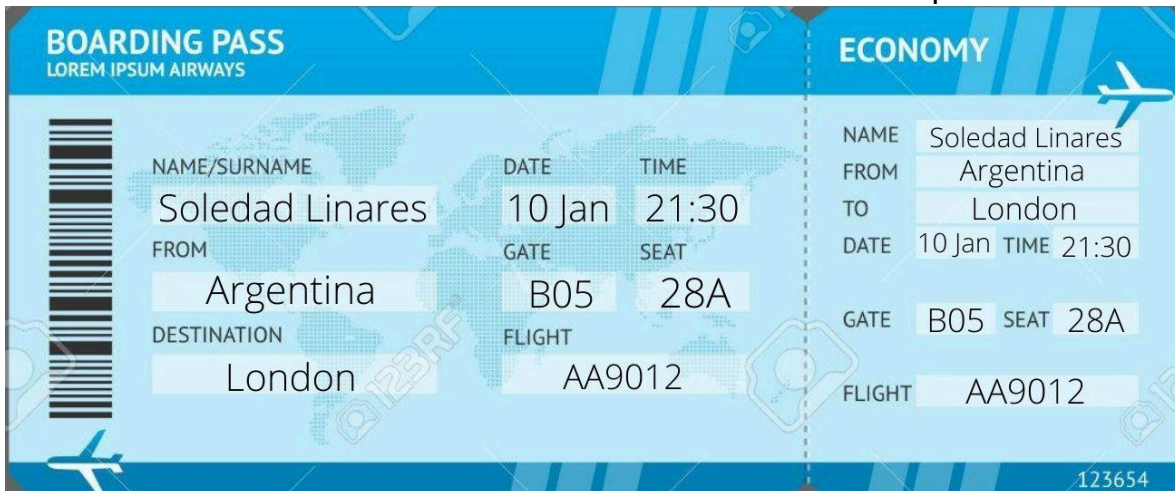 BOARDING PASS
LOREM IPSUM AIRWAYS
NAME/SURNAME DATE TIME
Soledad Linares 10 Jan 21:30
FROM GATE SEAT
Argentina B05 28A
DESTINATION FLIGHT
London AA9012
ECONOMY
NAME Soledad Linares
FROM Argentina
TO London
DATE 10 Jan TIME 21:30
GATE B05 SEAT 28A
FLIGHT AA9012
123654
123RF